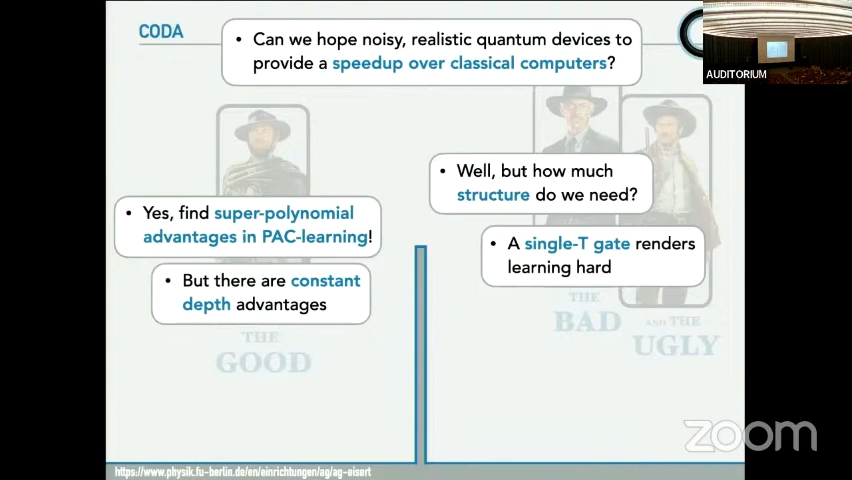 CODA
• Can we hope noisy, realistic quantum devices to
provide a speedup over classical computers?
AUDITORIUM
• Yes, find super-polynomial
advantages in PAC-learning!
• But there are constant
depth advantages
THE
GOOD
• Well, but how much
structure do we need?
• A single-T gate renders
learning hard
THE
BAD
AND THE
UGLY
zoom
https://www.physik.fu-berlin.de/en/einrichtungen/ag/ag-eisert